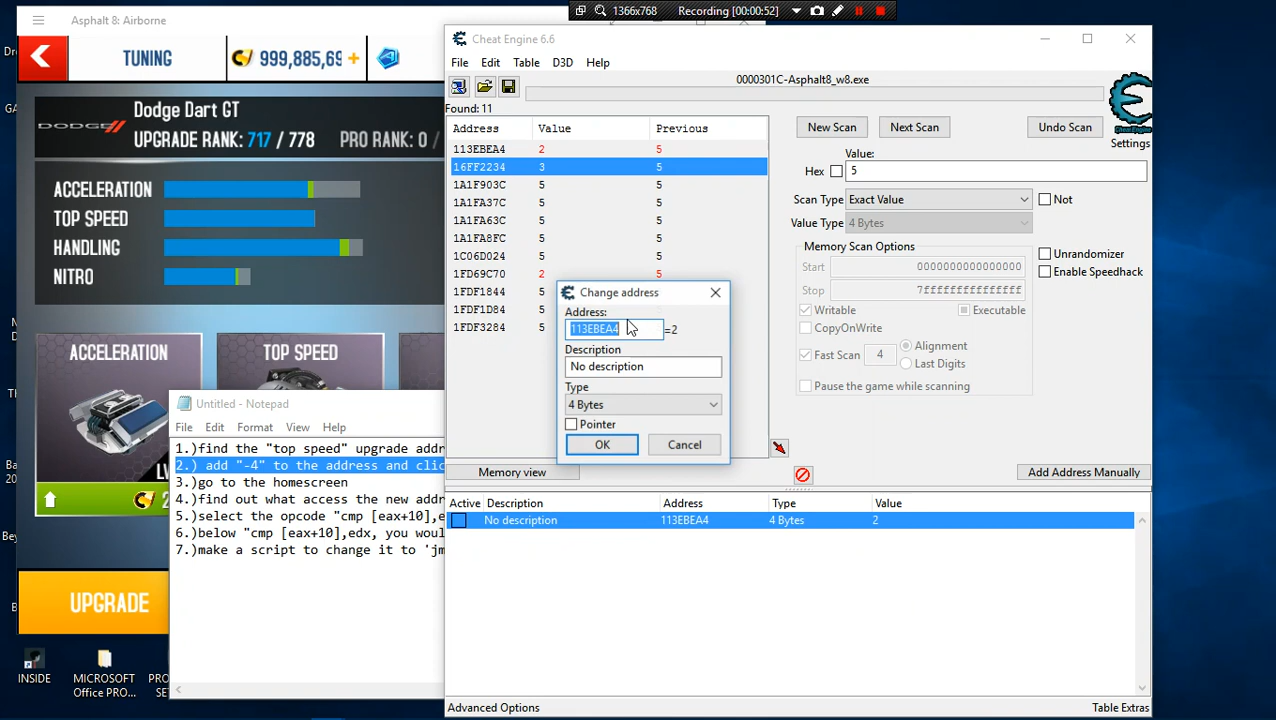 1366x768 Recording [00:00:52]
Asphalt 8: Airborne
TUNING 999,885,69 +
DODGE Dodge Dart GT
UPGRADE RANK: 717 / 778 PRO RANK: 0 /
ACCELERATION
TOP SPEED
HANDLING
NITRO
ACCELERATION TOP SPEED
UPGRADE
INSIDE
MICROSOFT
Office PRO...
Untitled - Notepad
File Edit Format View Help
1.)find the "top speed" upgrade addr
2.) add "-4" to the address and clic
3.)go to the homescreen
4.)find out what access the new addr
5.)select the opcode "cmp [eax+10],e
6.)below "cmp [eax+10],edx, you woul
7.)make a script to change it to 'jm
Cheat Engine 6.6
File Edit Table D3D Help
0000301C-Asphalt8_w8.exe
Found: 11
Address Value Previous
113EBEA4 2 5
16FF2234 3 5
1A1F903C 5 5
1A1FA37C 5 5
1A1FA63C 5 5
1A1FA8FC 5 5
1C06D024 5 5
1FD69C70 2 5
1FDF1844 5
1FDF1D84 5
1FDF3284 5
New Scan Next Scan Undo Scan
Settings
Value:
Hex 5
Scan Type Exact Value Not
Value Type 4 Bytes
Memory Scan Options
Start 0000000000000000
Stop 7fffffffffffffff
Writable Executable
CopyOnWrite
Fast Scan 4 Alignment
Last Digits
Pause the game while scanning
Unrandomizer
Enable Speedhack
Change address
Address:
113EBEA4 =2
Description
No description
Type
4 Bytes
Pointer
OK Cancel
Memory view Add Address Manually
Active Description Address Type Value
No description 113EBEA4 4 Bytes 2
Advanced Options Table Extras